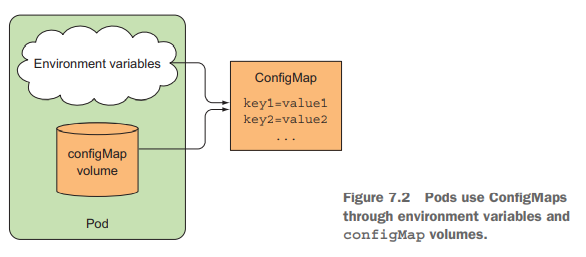 Environment variables
configMap
volume
Pod
ConfigMap
key1=value1
key2=value2
...
Figure 7.2 Pods use ConfigMaps
through environment variables and
configMap volumes.